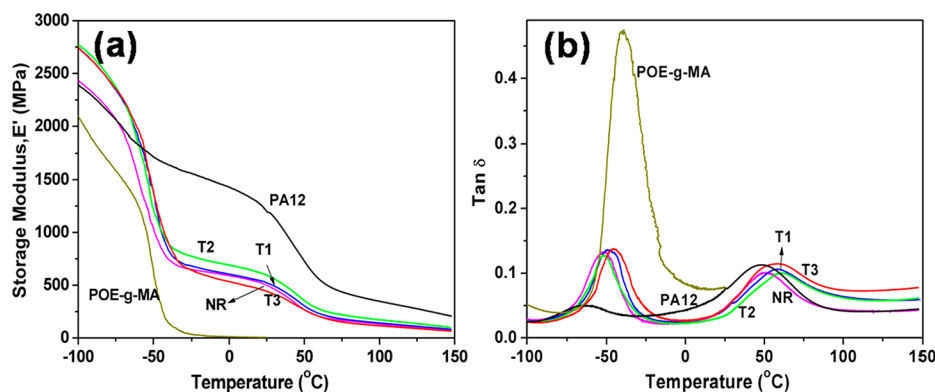 (a)
Storage Modulus,E' (MPa)
3000
2500
2000
1500
1000
500
0
PA12
T2
T1
NR
T3
POE-g-MA
-100
-50
0
50
100
150
Temperature (°C)
(b)
Tan δ
0.4
0.3
0.2
0.1
0.0
POE-g-MA
T1
T3
PA12
NR
T2
-100
-50
0
50
100
150
Temperature (°C)